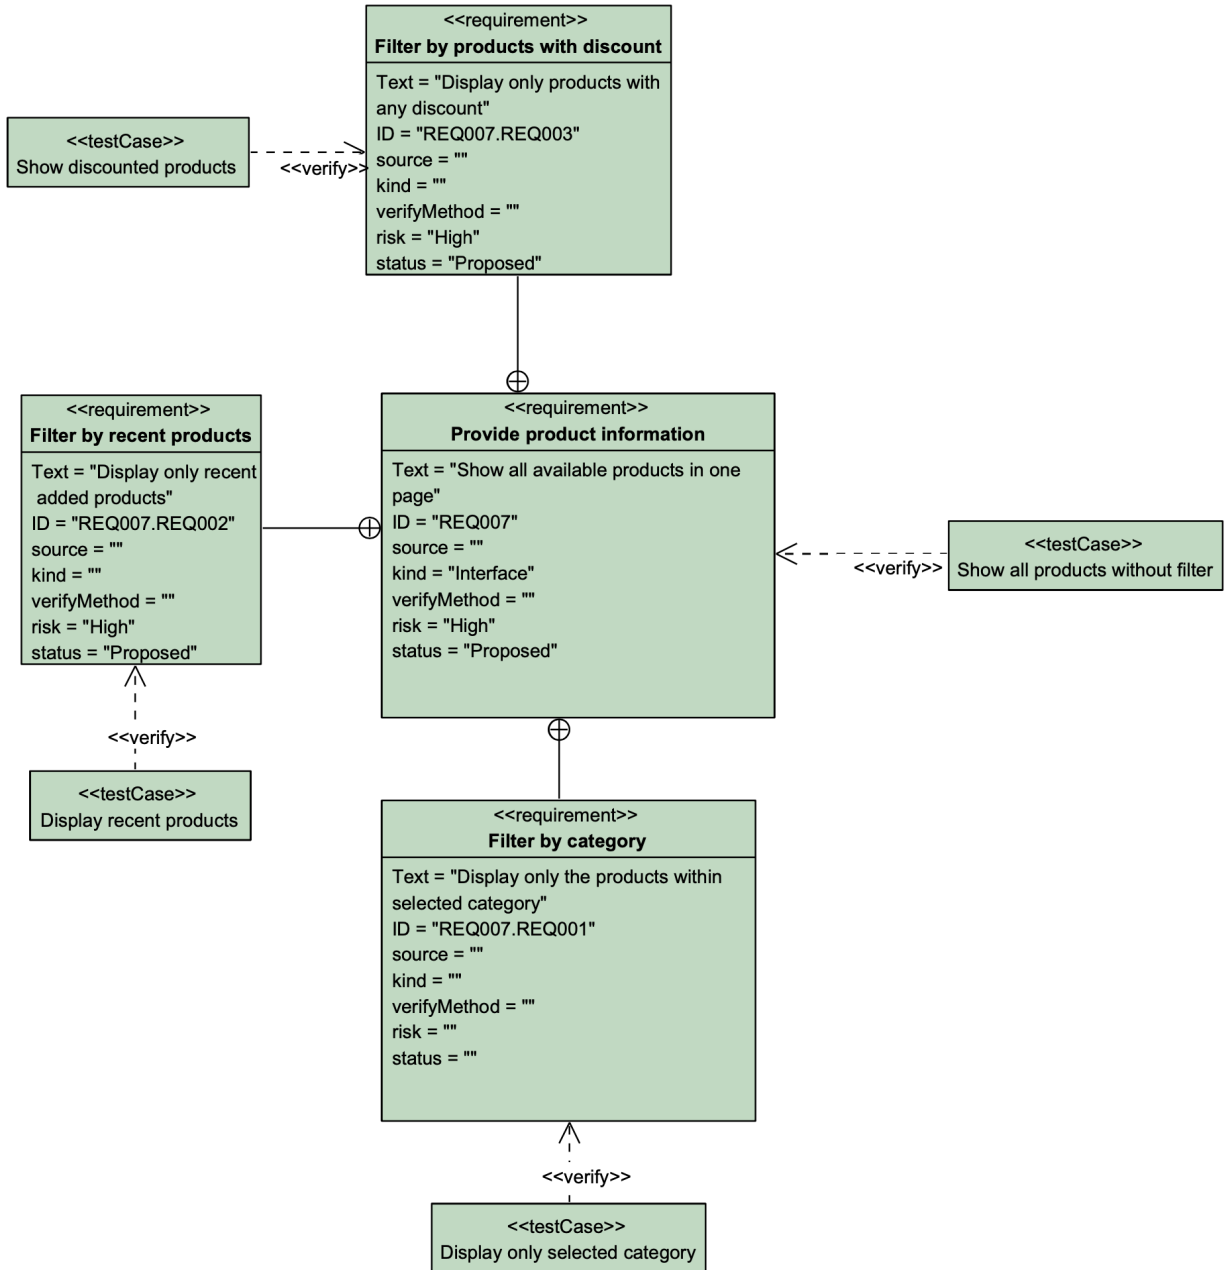 <<requirement>>
Filter by products with discount
Text = "Display only products with
any discount"
ID = "REQ007.REQ003"
source = ""
kind = ""
verifyMethod = ""
risk = "High"
status = "Proposed"
<<testCase>>
Show discounted products
<<verify>>
<<requirement>>
Filter by recent products
Text = "Display only recent
added products"
ID = "REQ007.REQ002"
source = ""
kind = ""
verifyMethod = ""
risk = "High"
status = "Proposed"
<<requirement>>
Provide product information
Text = "Show all available products in one
page"
ID = "REQ007"
source = ""
kind = "Interface"
verifyMethod = ""
risk = "High"
status = "Proposed"
<<verify>>
<<testCase>>
Show all products without filter
<<verify>>
<<testCase>>
Display recent products
<<requirement>>
Filter by category
Text = "Display only the products within
selected category"
ID = "REQ007.REQ001"
source = ""
kind = ""
verifyMethod = ""
risk = ""
status = ""
<<verify>>
<<testCase>>
Display only selected category